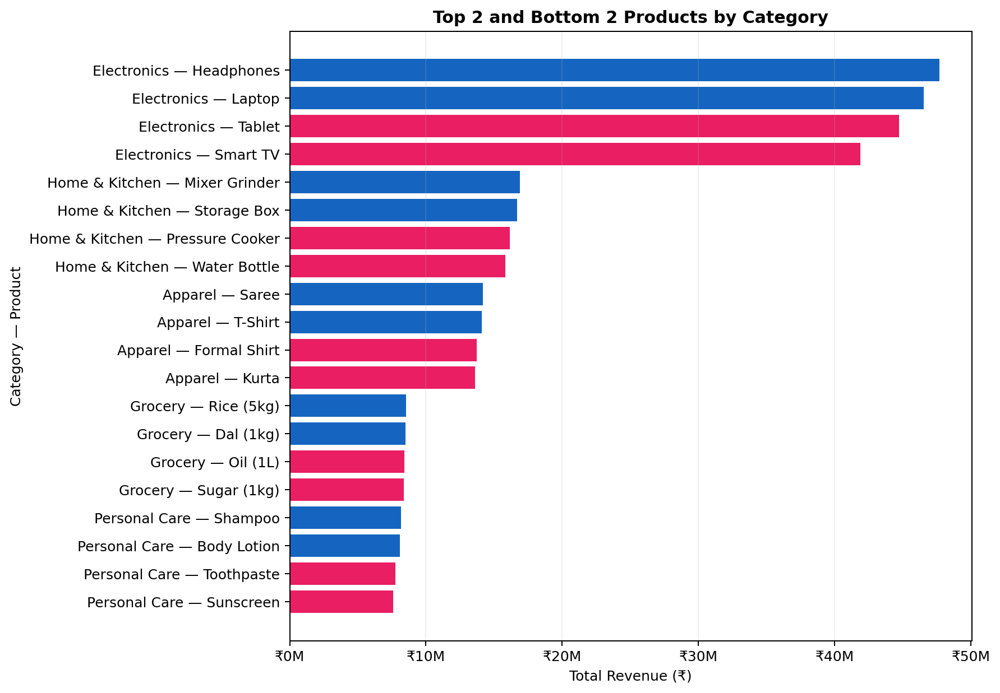 Top 2 and Bottom 2 Products by Category
Category — Product
Electronics — Headphones
Electronics — Laptop
Electronics — Tablet
Electronics — Smart TV
Home & Kitchen — Mixer Grinder
Home & Kitchen — Storage Box
Home & Kitchen — Pressure Cooker
Home & Kitchen — Water Bottle
Apparel — Saree
Apparel — T-Shirt
Apparel — Formal Shirt
Apparel — Kurta
Grocery — Rice (5kg)
Grocery — Dal (1kg)
Grocery — Oil (1L)
Grocery — Sugar (1kg)
Personal Care — Shampoo
Personal Care — Body Lotion
Personal Care — Toothpaste
Personal Care — Sunscreen
₹0M ₹10M ₹20M ₹30M ₹40M ₹50M
Total Revenue (₹)